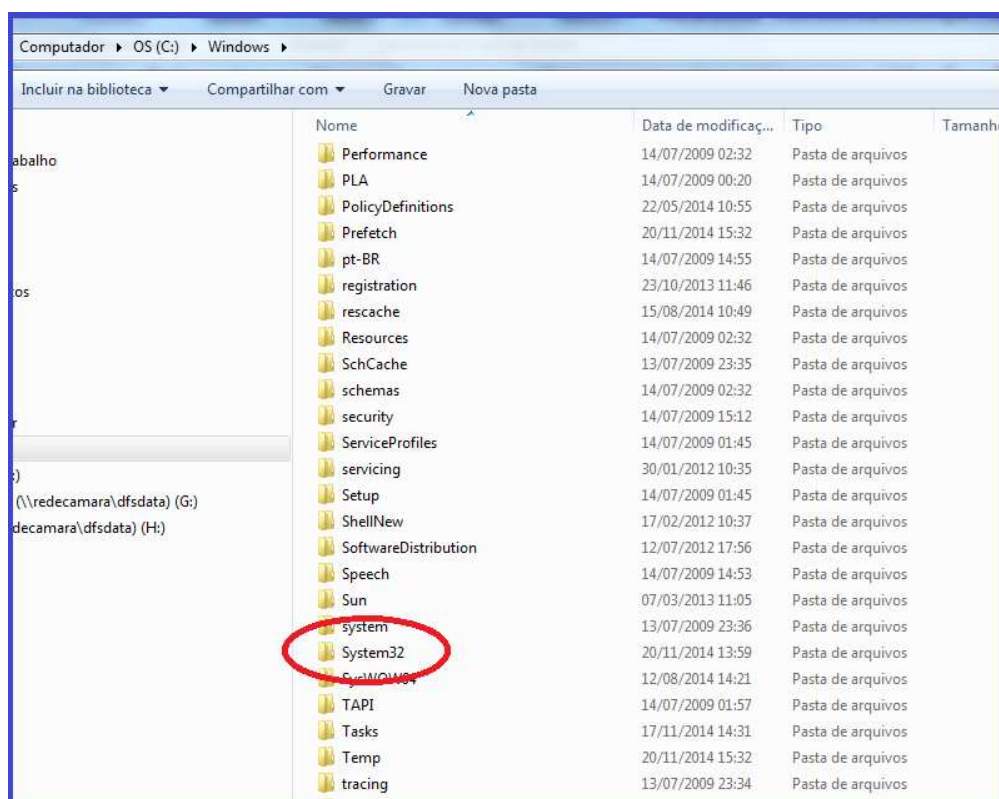 Computador ▸ OS (C:) ▸ Windows ▸
Incluir na biblioteca ▾ Compartilhar com ▾ Gravar Nova pasta
Nome Data de modificaç... Tipo Tamanh
abalho
s
os
r
:)
(\\redecamara\dfsdata) (G:)
decamara\dfsdata) (H:)
Performance 14/07/2009 02:32 Pasta de arquivos
PLA 14/07/2009 00:20 Pasta de arquivos
PolicyDefinitions 22/05/2014 10:55 Pasta de arquivos
Prefetch 20/11/2014 15:32 Pasta de arquivos
pt-BR 14/07/2009 14:55 Pasta de arquivos
registration 23/10/2013 11:46 Pasta de arquivos
rescache 15/08/2014 10:49 Pasta de arquivos
Resources 14/07/2009 02:32 Pasta de arquivos
SchCache 13/07/2009 23:35 Pasta de arquivos
schemas 14/07/2009 02:32 Pasta de arquivos
security 14/07/2009 15:12 Pasta de arquivos
ServiceProfiles 14/07/2009 01:45 Pasta de arquivos
servicing 30/01/2012 10:35 Pasta de arquivos
Setup 14/07/2009 01:45 Pasta de arquivos
ShellNew 17/02/2012 10:37 Pasta de arquivos
SoftwareDistribution 12/07/2012 17:56 Pasta de arquivos
Speech 14/07/2009 14:53 Pasta de arquivos
Sun 07/03/2013 11:05 Pasta de arquivos
system 13/07/2009 23:36 Pasta de arquivos
System32 20/11/2014 13:59 Pasta de arquivos
SysWOW64 12/08/2014 14:21 Pasta de arquivos
TAPI 14/07/2009 01:57 Pasta de arquivos
Tasks 17/11/2014 14:31 Pasta de arquivos
Temp 20/11/2014 15:32 Pasta de arquivos
tracing 13/07/2009 23:34 Pasta de arquivos